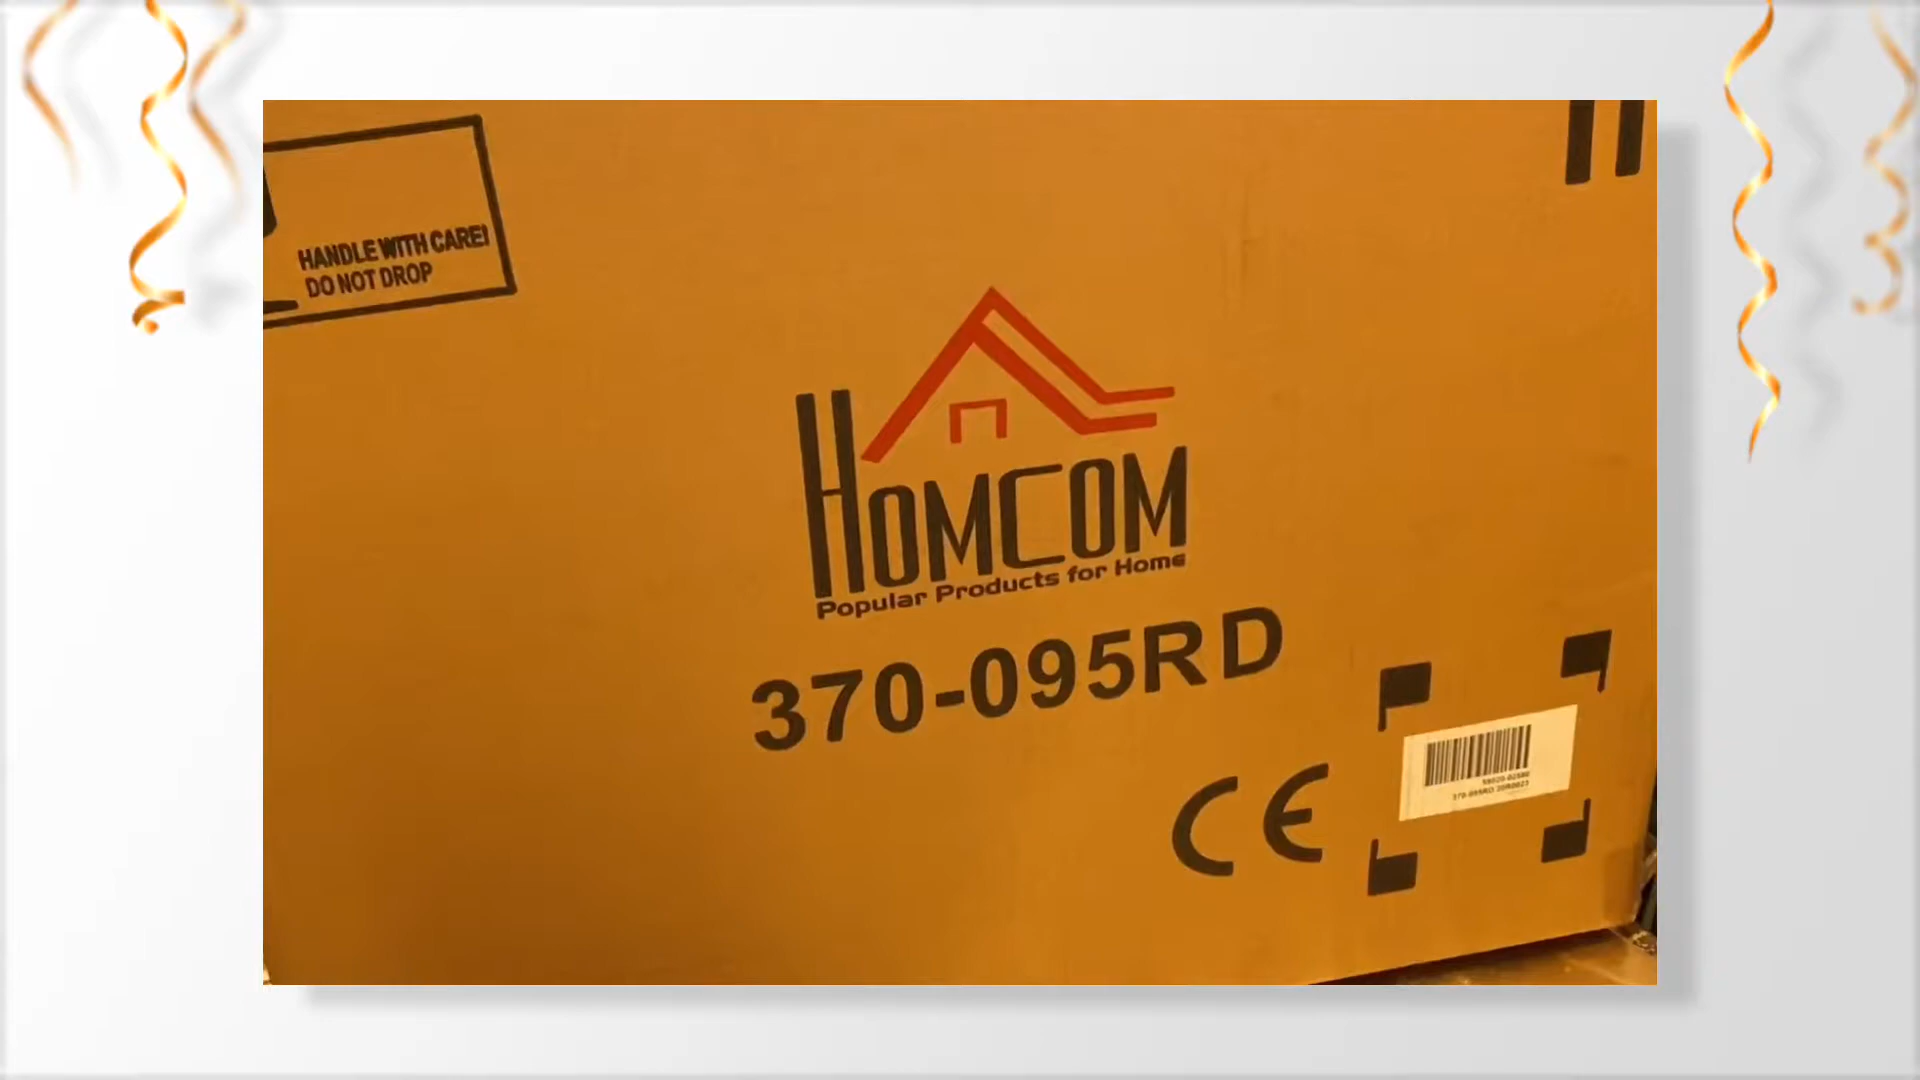 HANDLE WITH CARE!
DO NOT DROP
HOMCOM
Popular Products for Home
370-095RD
CE